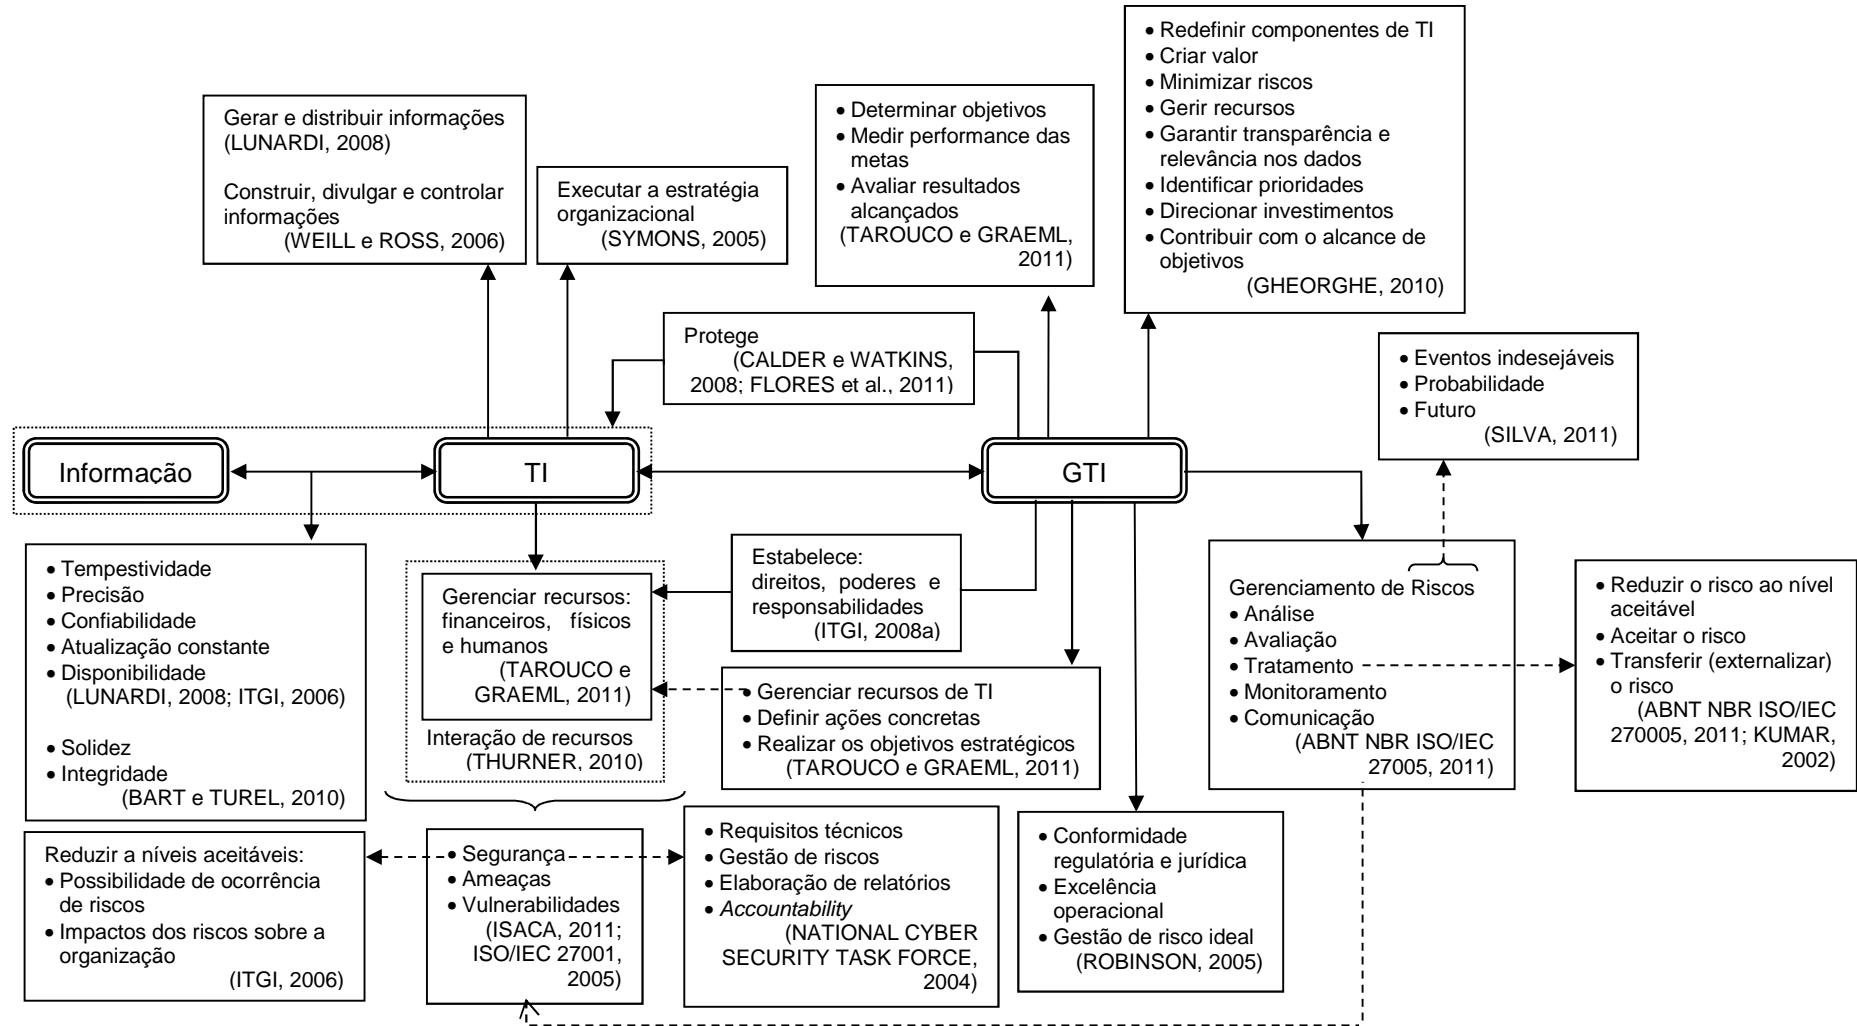 Gerar e distribuir informações
(LUNARDI, 2008)
Construir, divulgar e controlar
informações
(WEILL e ROSS, 2006)
Executar a estratégia
organizacional
(SYMONS, 2005)
• Determinar objetivos
• Medir performance das
metas
• Avaliar resultados
alcançados
(TAROUCO e GRAEML,
2011)
• Redefinir componentes de TI
• Criar valor
• Minimizar riscos
• Gerir recursos
• Garantir transparência e
relevância nos dados
• Identificar prioridades
• Direcionar investimentos
• Contribuir com o alcance de
objetivos
(GHEORGHE, 2010)
Protege
(CALDER e WATKINS,
2008; FLORES et al., 2011)
• Eventos indesejáveis
• Probabilidade
• Futuro
(SILVA, 2011)
Informação
TI
GTI
• Tempestividade
• Precisão
• Confiabilidade
• Atualização constante
• Disponibilidade
(LUNARDI, 2008; ITGI, 2006)
• Solidez
• Integridade
(BART e TUREL, 2010)
Gerenciar recursos:
financeiros, físicos
e humanos
(TAROUCO e
GRAEML, 2011)
Interação de recursos
(THURNER, 2010)
Estabelece:
direitos, poderes e
responsabilidades
(ITGI, 2008a)
• Gerenciar recursos de TI
• Definir ações concretas
• Realizar os objetivos estratégicos
(TAROUCO e GRAEML, 2011)
Gerenciamento de Riscos
• Análise
• Avaliação
• Tratamento
• Monitoramento
• Comunicação
(ABNT NBR ISO/IEC
27005, 2011)
• Reduzir o risco ao nível
aceitável
• Aceitar o risco
• Transferir (externalizar)
o risco
(ABNT NBR ISO/IEC
270005, 2011; KUMAR,
2002)
Reduzir a níveis aceitáveis:
• Possibilidade de ocorrência
de riscos
• Impactos dos riscos sobre a
organização
(ITGI, 2006)
• Segurança
• Ameaças
• Vulnerabilidades
(ISACA, 2011;
ISO/IEC 27001,
2005)
• Requisitos técnicos
• Gestão de riscos
• Elaboração de relatórios
• Accountability
(NATIONAL CYBER
SECURITY TASK FORCE,
2004)
• Conformidade
regulatória e jurídica
• Excelência
operacional
• Gestão de risco ideal
(ROBINSON, 2005)